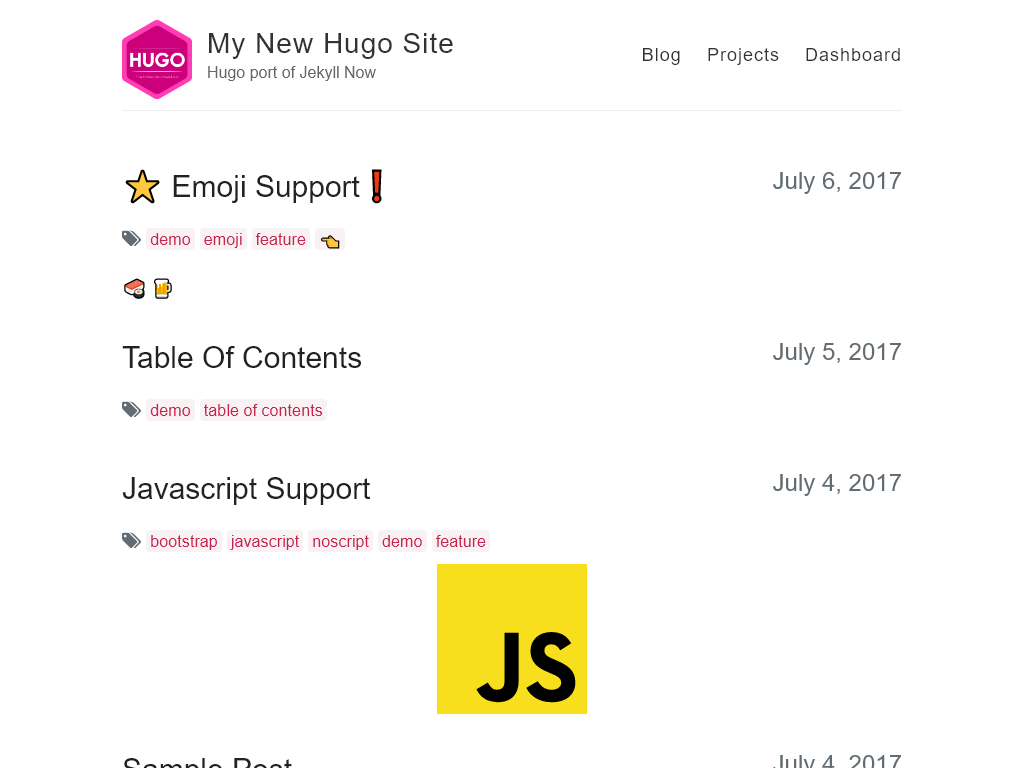 HUGO
My New Hugo Site
Hugo port of Jekyll Now
Blog Projects Dashboard
⭐ Emoji Support❗ July 6, 2017
demo emoji feature 👈
🍣🍺
Table Of Contents July 5, 2017
demo table of contents
Javascript Support July 4, 2017
bootstrap javascript noscript demo feature
JS
Sample Post July 4, 2017